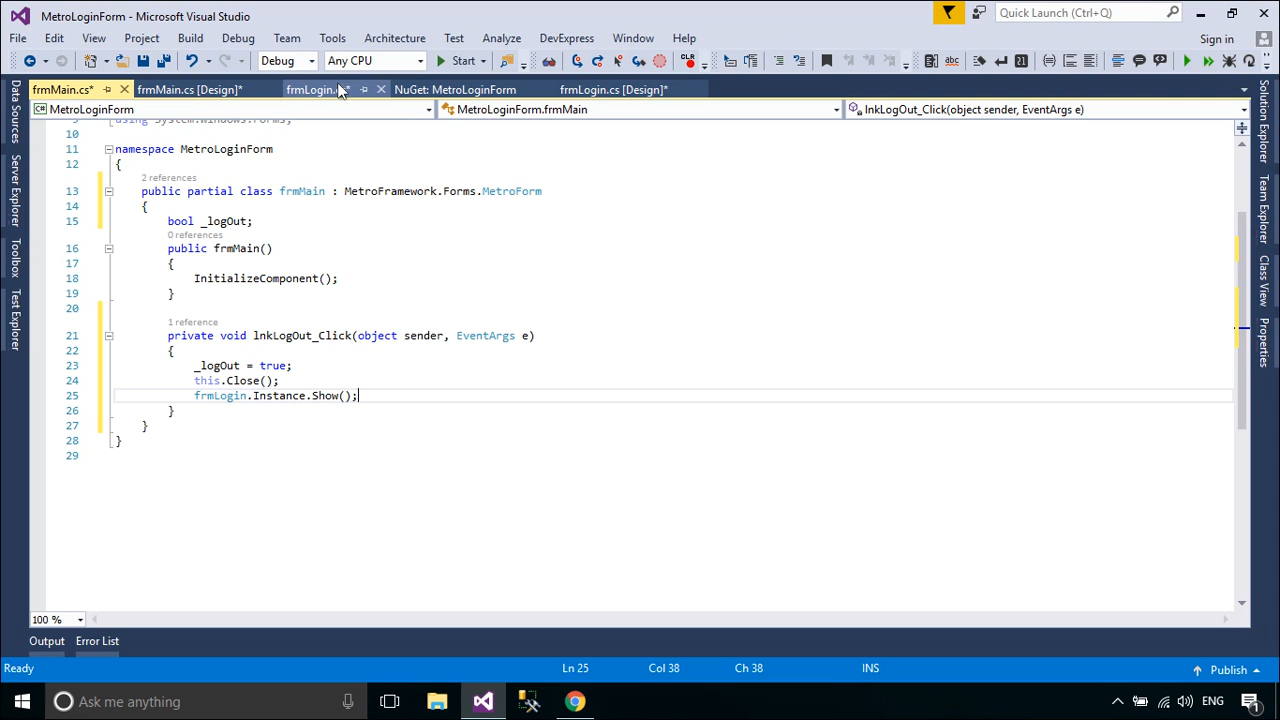 MetroLoginForm - Microsoft Visual Studio
Quick Launch (Ctrl+Q)
File Edit View Project Build Debug Team Tools Architecture Test Analyze DevExpress Window Help
Sign in
Debug Any CPU Start
frmMain.cs* frmMain.cs [Design]* NuGet: MetroLoginForm frmLogin.cs [Design]*
MetroLoginForm MetroLoginForm.frmMain lnkLogOut_Click(object sender, EventArgs e)
9 using System.Windows.Forms;
10
11 namespace MetroLoginForm
12 {
2 references
13 public partial class frmMain : MetroFramework.Forms.MetroForm
14 {
15 bool _logOut;
0 references
16 public frmMain()
17 {
18 InitializeComponent();
19 }
20
1 reference
21 private void lnkLogOut_Click(object sender, EventArgs e)
22 {
23 _logOut = true;
24 this.Close();
25 frmLogin.Instance.Show();
26 }
27 }
28 }
29
Data Sources
Server Explorer
Toolbox
Test Explorer
Solution Explorer
Team Explorer
Class View
Properties
100 %
Output Error List
Ready Ln 25 Col 38 Ch 38 INS Publish
Ask me anything
ENG
1